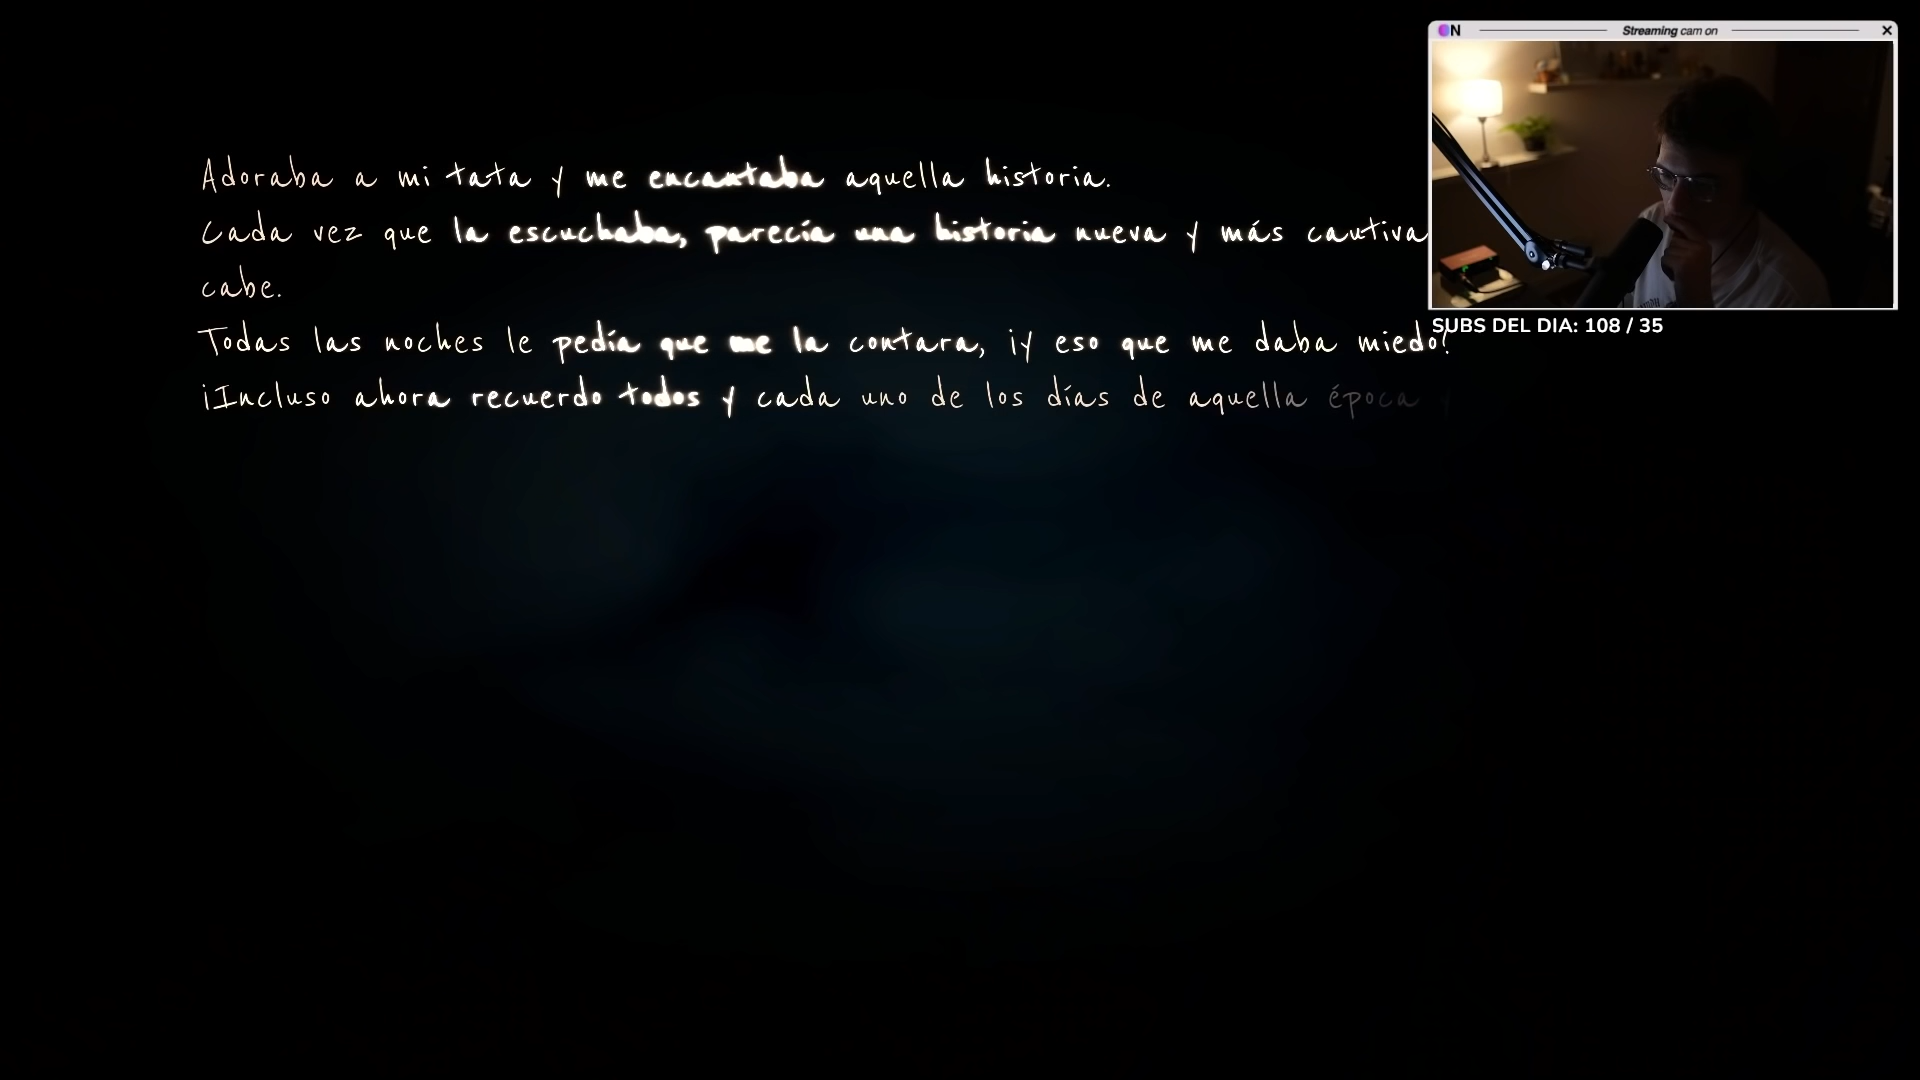 ON Streaming cam on
Adoraba a mi tata y me encantaba aquella historia.
Cada vez que la escuchaba, parecía una historia nueva y más cautiva
cabe.
Todas las noches le pedía que me la contara, ¡y eso que me daba miedo!
¡Incluso ahora recuerdo todos y cada uno de los días de aquella época y
SUBS DEL DIA: 108 / 35